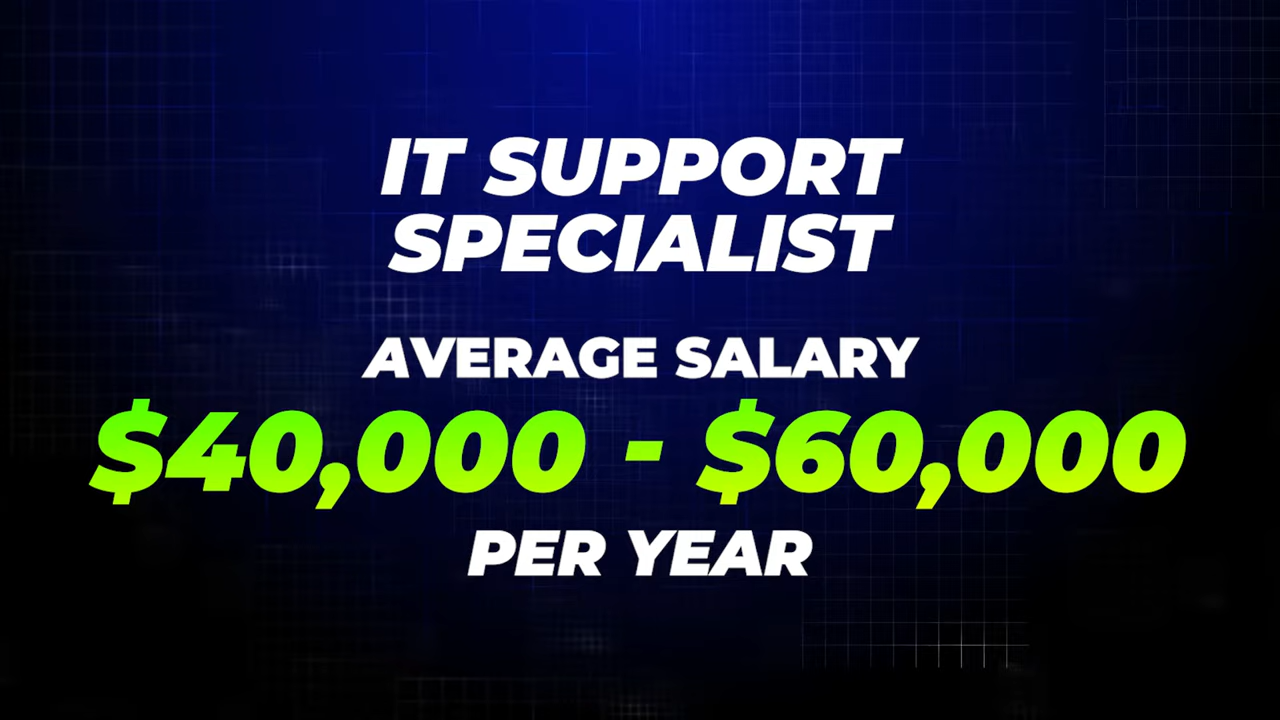 IT SUPPORT
SPECIALIST
AVERAGE SALARY
$40,000 - $60,000
PER YEAR